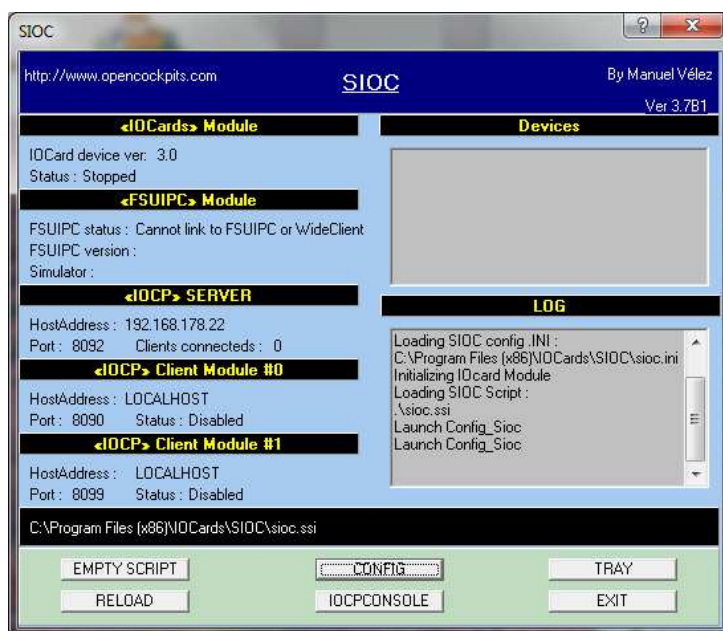 SIOC
http://www.opencockpits.com
SIOC
By Manuel Vélez
Ver 3.7B1
«IOCards» Module
IOCard device ver: 3.0
Status : Stopped
«FSUIPC» Module
FSUIPC status : Cannot link to FSUIPC or WideClient
FSUIPC version :
Simulator :
«IOCP» SERVER
HostAddress : 192.168.178.22
Port : 8092 Clients connecteds : 0
«IOCP» Client Module #0
HostAddress : LOCALHOST
Port : 8090 Status : Disabled
«IOCP» Client Module #1
HostAddress : LOCALHOST
Port : 8099 Status : Disabled
Devices
LOG
Loading SIOC config .INI :
C:\Program Files (x86)\IOCards\SIOC\sioc.ini
Initializing IOcard Module
Loading SIOC Script :
.\sioc.ssi
Launch Config_Sioc
Launch Config_Sioc
C:\Program Files (x86)\IOCards\SIOC\sioc.ssi
EMPTY SCRIPT CONFIG TRAY
RELOAD IOCPCONSOLE EXIT